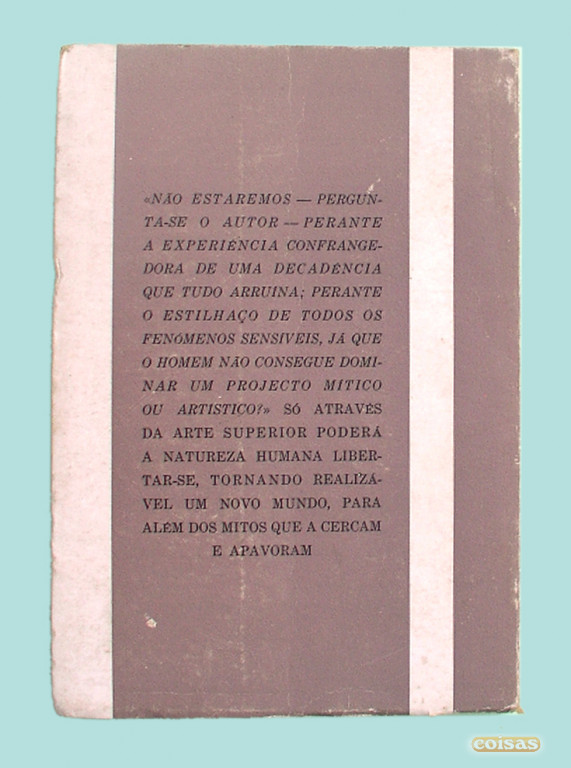 «NÃO ESTAREMOS — PERGUN-
TA-SE O AUTOR — PERANTE
A EXPERIÊNCIA CONFRANGE-
DORA DE UMA DECADÊNCIA
QUE TUDO ARRUÍNA; PERANTE
O ESTILHAÇO DE TODOS OS
FENÓMENOS SENSÍVEIS, JÁ QUE
O HOMEM NÃO CONSEGUE DOMI-
NAR UM PROJECTO MÍTICO
OU ARTÍSTICO?» SÓ ATRAVÉS
DA ARTE SUPERIOR PODERÁ
A NATUREZA HUMANA LIBER-
TAR-SE, TORNANDO REALIZÁ-
VEL UM NOVO MUNDO, PARA
ALÉM DOS MITOS QUE A CERCAM
E APAVORAM
coisas